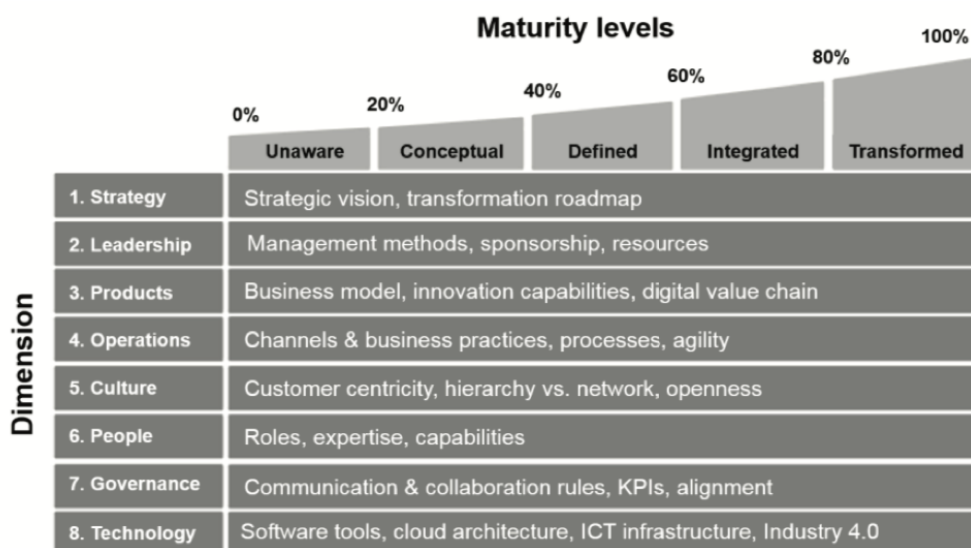 Maturity levels
0%
20%
40%
60%
80%
100%
Unaware
Conceptual
Defined
Integrated
Transformed
Dimension
1. Strategy
Strategic vision, transformation roadmap
2. Leadership
Management methods, sponsorship, resources
3. Products
Business model, innovation capabilities, digital value chain
4. Operations
Channels & business practices, processes, agility
5. Culture
Customer centricity, hierarchy vs. network, openness
6. People
Roles, expertise, capabilities
7. Governance
Communication & collaboration rules, KPIs, alignment
8. Technology
Software tools, cloud architecture, ICT infrastructure, Industry 4.0